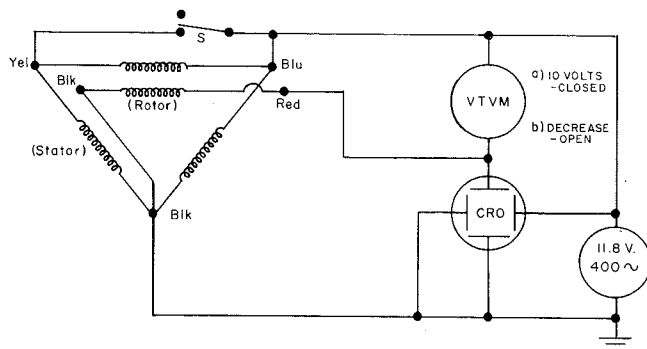 S
Yel
Blu
Blk
(Rotor)
Red
(Stator)
Blk
VTVM
a) 10 VOLTS
-CLOSED
b) DECREASE
-OPEN
CRO
11.8 V.
400~